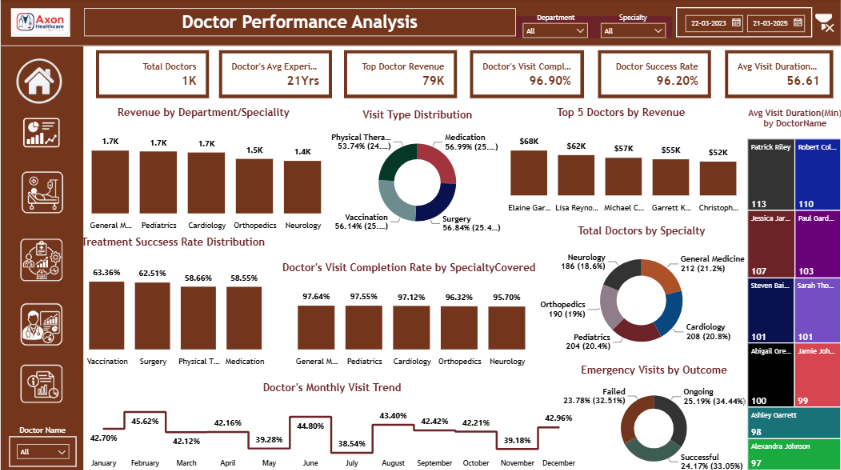 Axon
Healthcare
Doctor Performance Analysis
Department
All
Specialty
All
22-03-2023
21-03-2025
Total Doctors
1K
Doctor's Avg Experi...
21Yrs
Top Doctor Revenue
79K
Doctor's Visit Compl...
96.90%
Doctor Success Rate
96.20%
Avg Visit Duration...
56.61
Revenue by Department/Speciality
1.7K
1.7K
1.7K
1.5K
1.4K
General M...
Pediatrics
Cardiology
Orthopedics
Neurology
Visit Type Distribution
Physical Thera...
53.74% (24....
Medication
56.99% (25....
Vaccination
56.14% (25....
Surgery
56.84% (25.4...
Top 5 Doctors by Revenue
$68K
$62K
$57K
$55K
$52K
Elaine Gar...
Lisa Reyno...
Michael C...
Garrett K...
Christoph...
Avg Visit Duration(Min)
by DoctorName
Patrick Riley
113
Robert Col...
110
Jessica Jar...
107
Paul Gard...
103
Steven Bai...
101
Sarah Tho...
101
Abigail Gre...
100
Jamie Joh...
99
Ashley Garrett
98
Alexandra Johnson
97
Treatment Succsess Rate Distribution
63.36%
62.51%
58.66%
58.55%
Vaccination
Surgery
Physical T...
Medication
Doctor's Visit Completion Rate by SpecialtyCovered
97.64%
97.55%
97.12%
96.32%
95.70%
General M...
Pediatrics
Cardiology
Orthopedics
Neurology
Total Doctors by Specialty
Neurology
186 (18.6%)
General Medicine
212 (21.2%)
Orthopedics
190 (19%)
Cardiology
208 (20.8%)
Pediatrics
204 (20.4%)
Emergency Visits by Outcome
Failed
23.78% (32.51%)
Ongoing
25.19% (34.44%)
Successful
24.17% (33.05%)
Doctor's Monthly Visit Trend
42.70%
45.62%
42.12%
42.16%
39.28%
44.80%
38.54%
43.40%
42.42%
42.21%
39.18%
42.96%
January
February
March
April
May
June
July
August
September
October
November
December
Doctor Name
All